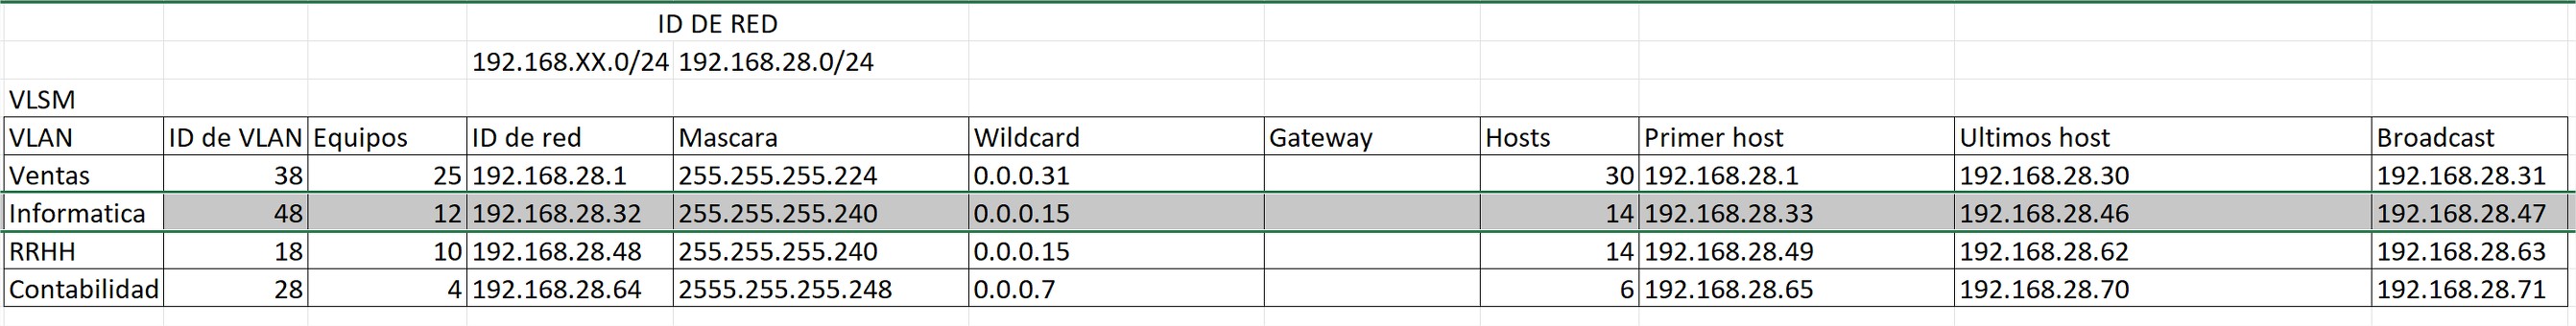 ID DE RED
192.168.XX.0/24 192.168.28.0/24
VLSM
VLAN ID de VLAN Equipos ID de red Mascara Wildcard Gateway Hosts Primer host Ultimos host Broadcast
Ventas 38 25 192.168.28.1 255.255.255.224 0.0.0.31 30 192.168.28.1 192.168.28.30 192.168.28.31
Informatica 48 12 192.168.28.32 255.255.255.240 0.0.0.15 14 192.168.28.33 192.168.28.46 192.168.28.47
RRHH 18 10 192.168.28.48 255.255.255.240 0.0.0.15 14 192.168.28.49 192.168.28.62 192.168.28.63
Contabilidad 28 4 192.168.28.64 2555.255.255.248 0.0.0.7 6 192.168.28.65 192.168.28.70 192.168.28.71